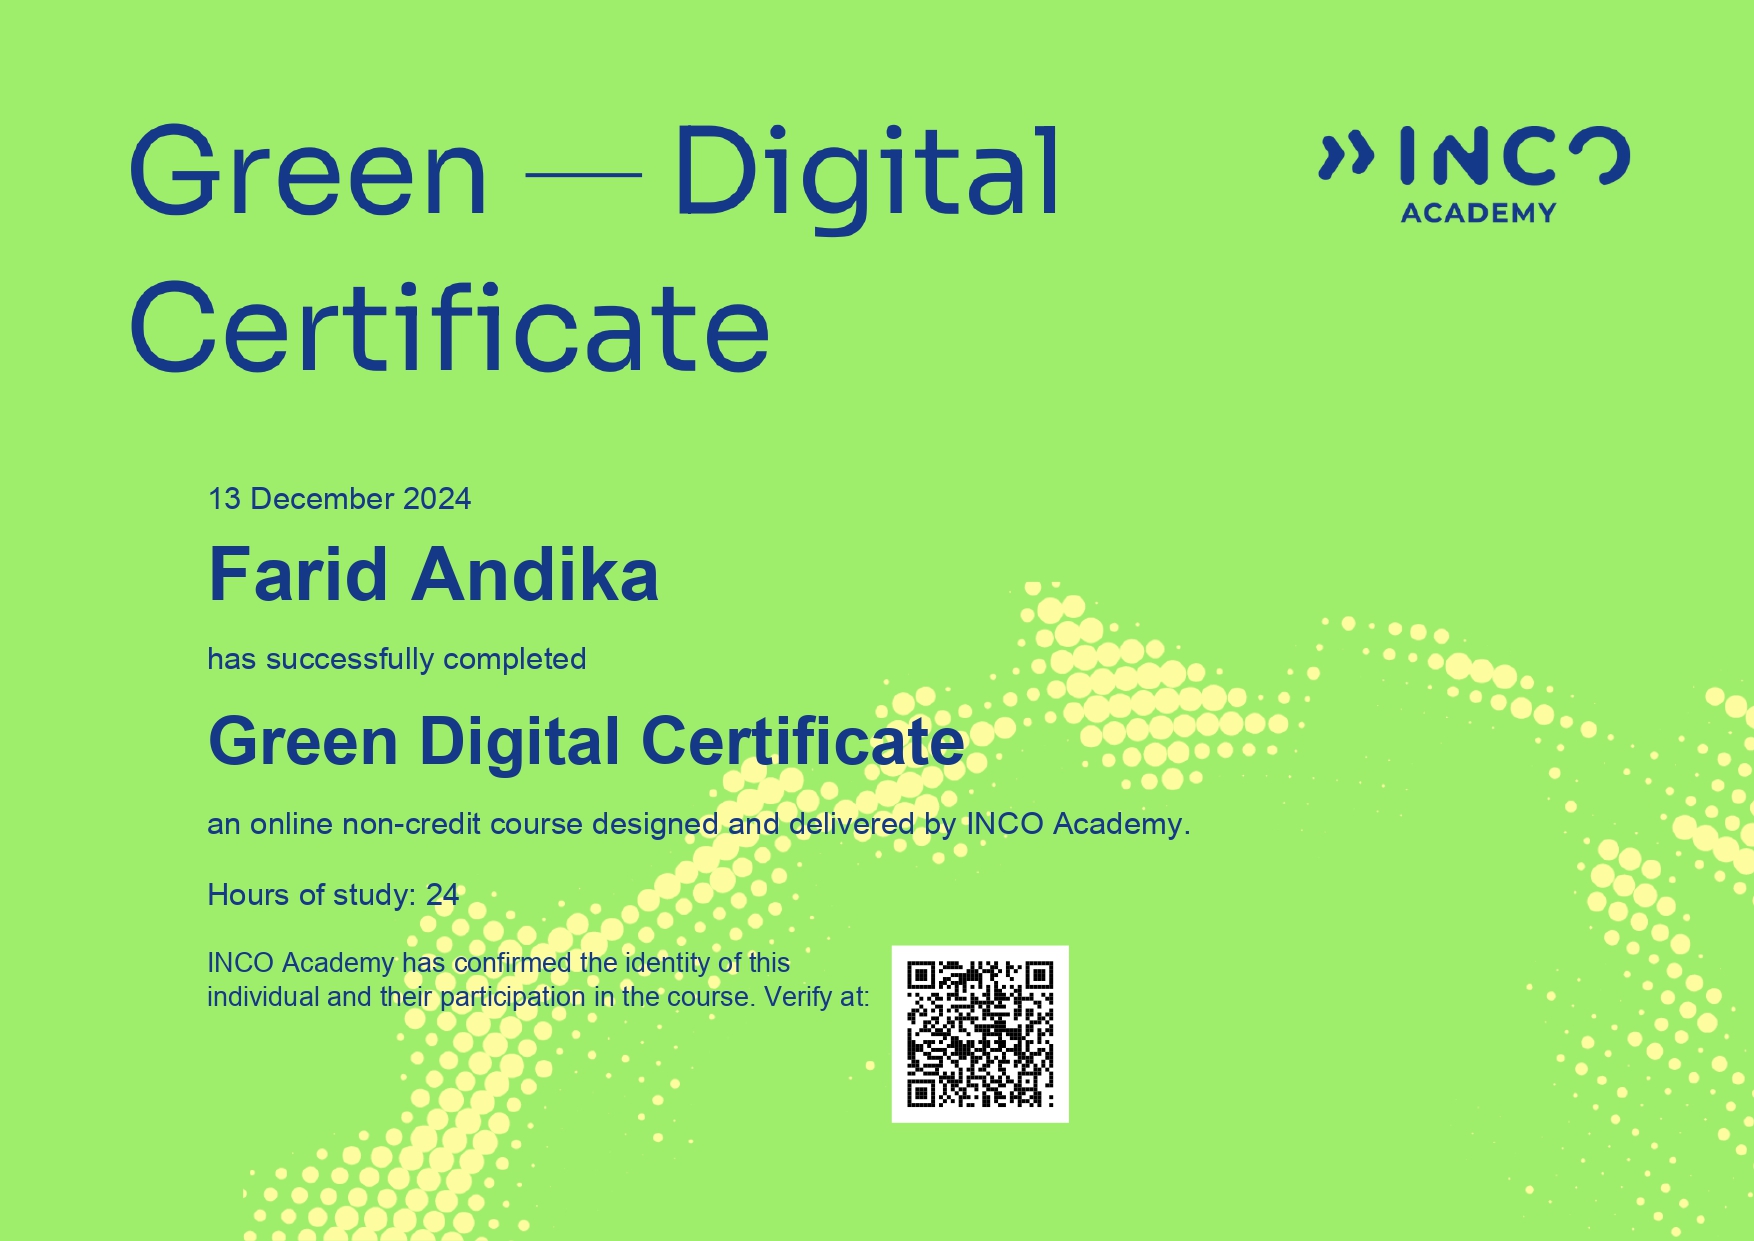 Green — Digital
Certificate
INCO
ACADEMY
13 December 2024
Farid Andika
has successfully completed
Green Digital Certificate
an online non-credit course designed and delivered by INCO Academy.
Hours of study: 24
INCO Academy has confirmed the identity of this
individual and their participation in the course. Verify at: